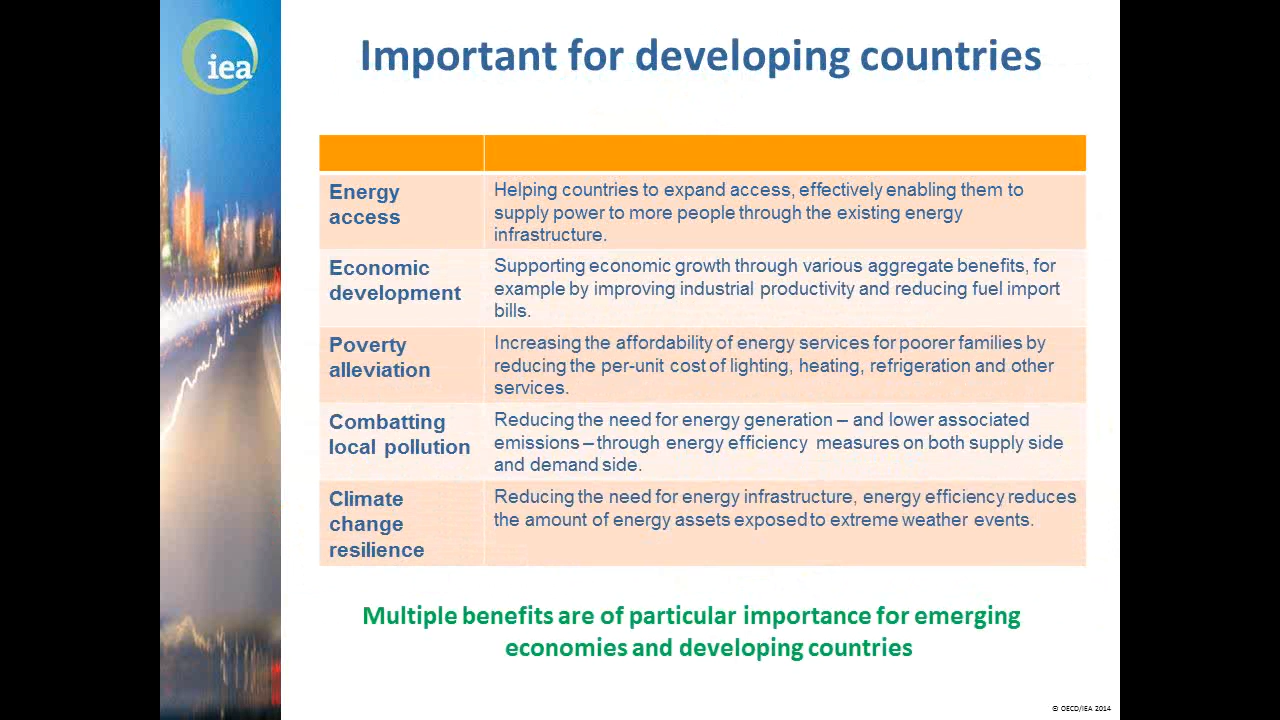 iea
Important for developing countries
Energy
access
Helping countries to expand access, effectively enabling them to
supply power to more people through the existing energy
infrastructure.
Economic
development
Supporting economic growth through various aggregate benefits, for
example by improving industrial productivity and reducing fuel import
bills.
Poverty
alleviation
Increasing the affordability of energy services for poorer families by
reducing the per-unit cost of lighting, heating, refrigeration and other
services.
Combatting
local pollution
Reducing the need for energy generation – and lower associated
emissions – through energy efficiency measures on both supply side
and demand side.
Climate
change
resilience
Reducing the need for energy infrastructure, energy efficiency reduces
the amount of energy assets exposed to extreme weather events.
Multiple benefits are of particular importance for emerging
economies and developing countries
© OECD/IEA 2014